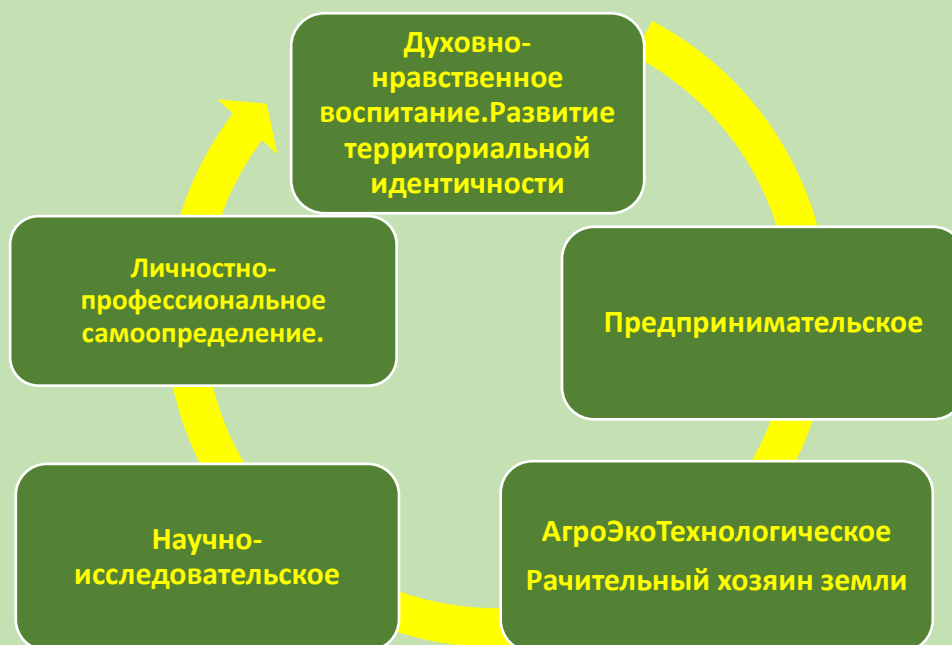 Духовно-
нравственное
воспитание.Развитие
территориальной
идентичности
Предпринимательское
АгроЭкоТехнологическое
Рачительный хозяин земли
Научно-
исследовательское
Личностно-
профессиональное
самоопределение.